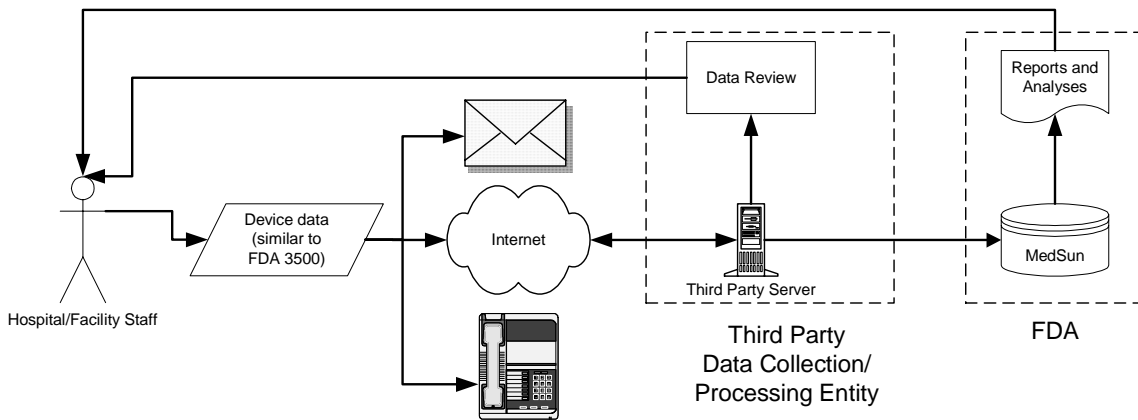 Data Review
Reports and
Analyses
Device data
(similar to
FDA 3500)
Internet
MedSun
Third Party Server
Hospital/Facility Staff
Third Party
Data Collection/
Processing Entity
FDA